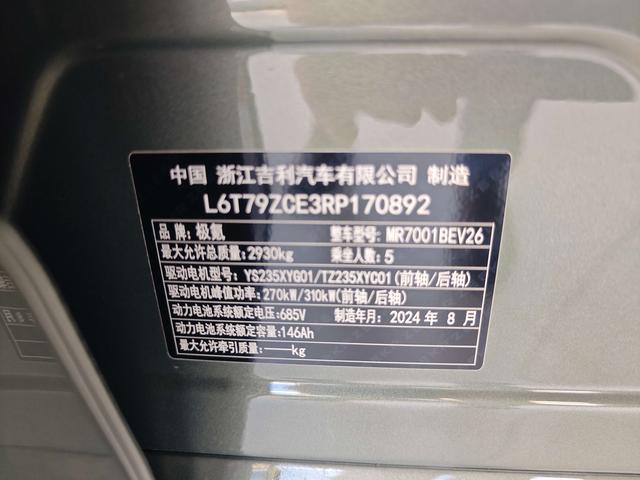 中国 浙江吉利汽车有限公司 制造
L6T79ZCE3RP170892
品牌:极氪 整车型号:MR7001BEV26
最大允许总质量:2930kg 乘坐人数:5
驱动电机型号:YS235XYG01/TZ235XYC01(前轴/后轴)
驱动电机峰值功率:270kW/310kW(前轴/后轴)
动力电池系统额定电压:685V 制造年月:2024年8月
动力电池系统额定容量:146Ah
最大允许牵引质量:——kg